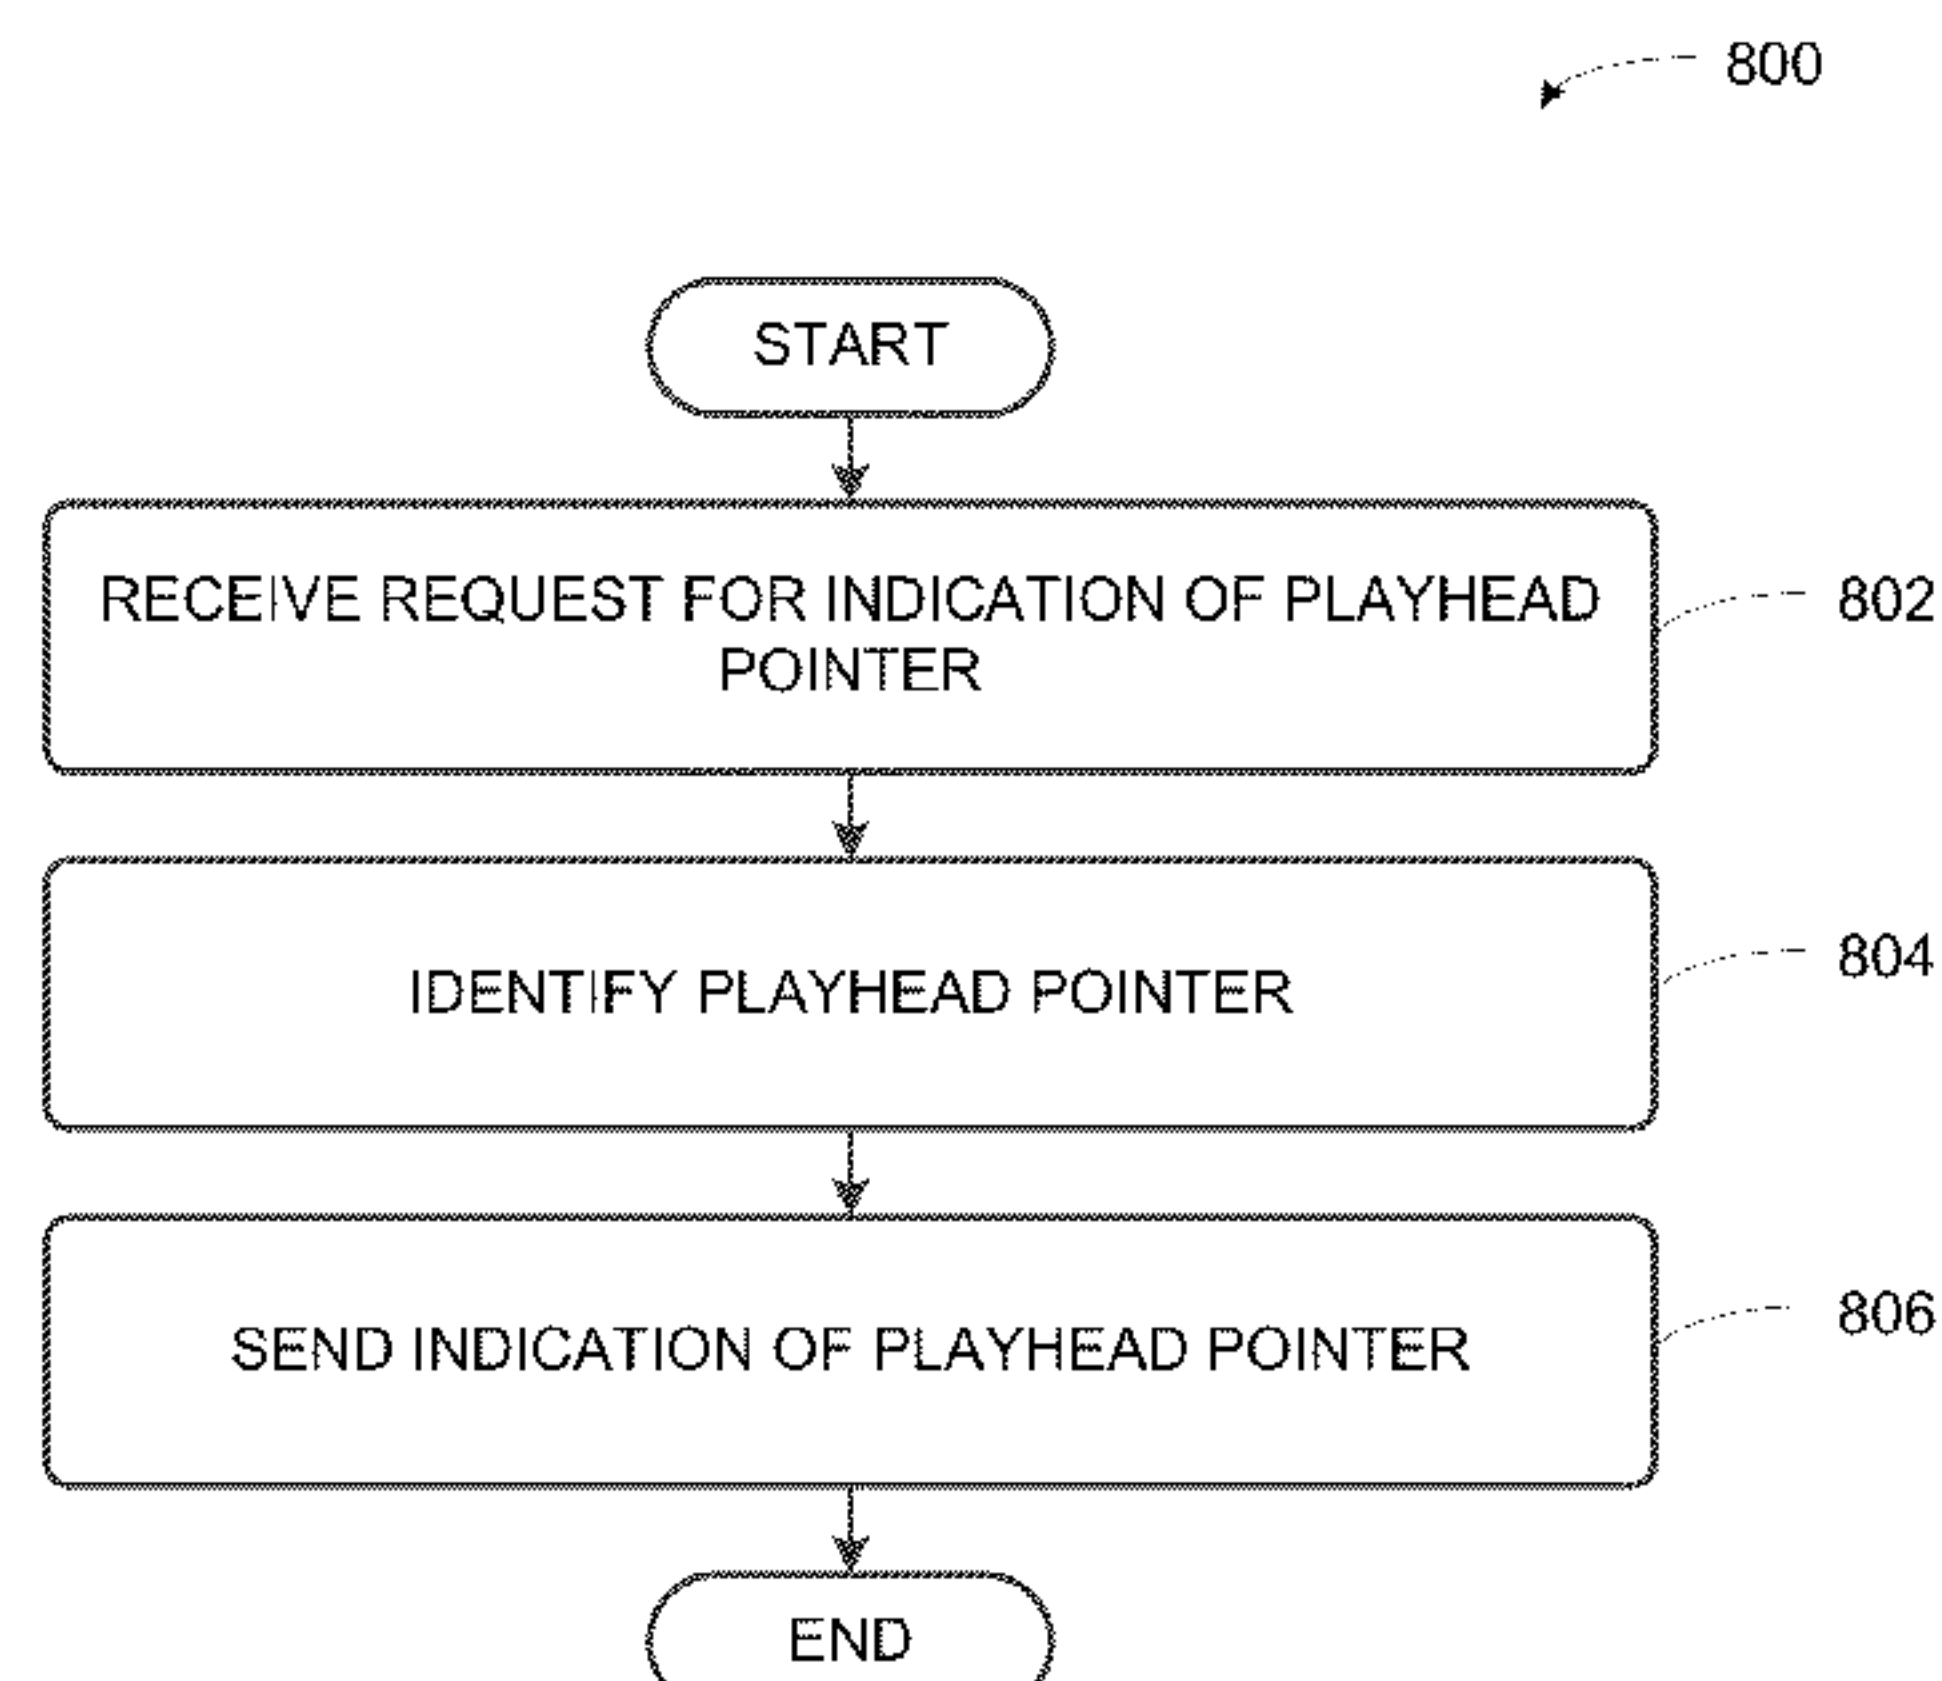 800
START
RECEIVE REQUEST FOR INDICATION OF PLAYHEAD
POINTER
802
IDENTIFY PLAYHEAD POINTER
804
SEND INDICATION OF PLAYHEAD POINTER
806
END